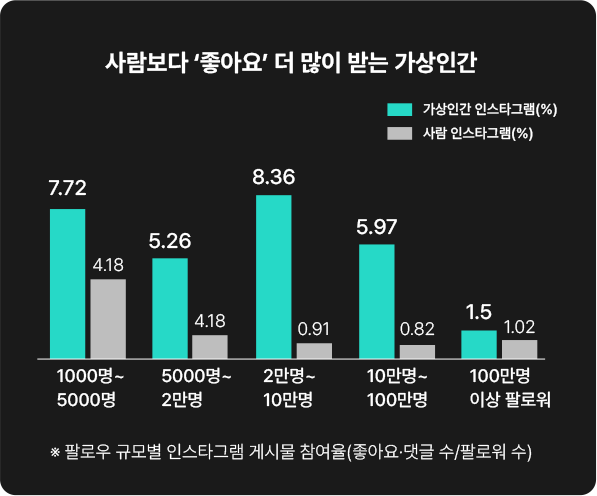 사람보다 ‘좋아요’ 더 많이 받는 가상인간
가상인간 인스타그램(%)
사람 인스타그램(%)
7.72
4.18
5.26
4.18
8.36
0.91
5.97
0.82
1.5
1.02
1000명~
5000명
5000명~
2만명
2만명~
10만명
10만명~
100만명
100만명
이상 팔로워
※ 팔로우 규모별 인스타그램 게시물 참여율(좋아요·댓글 수/팔로워 수)